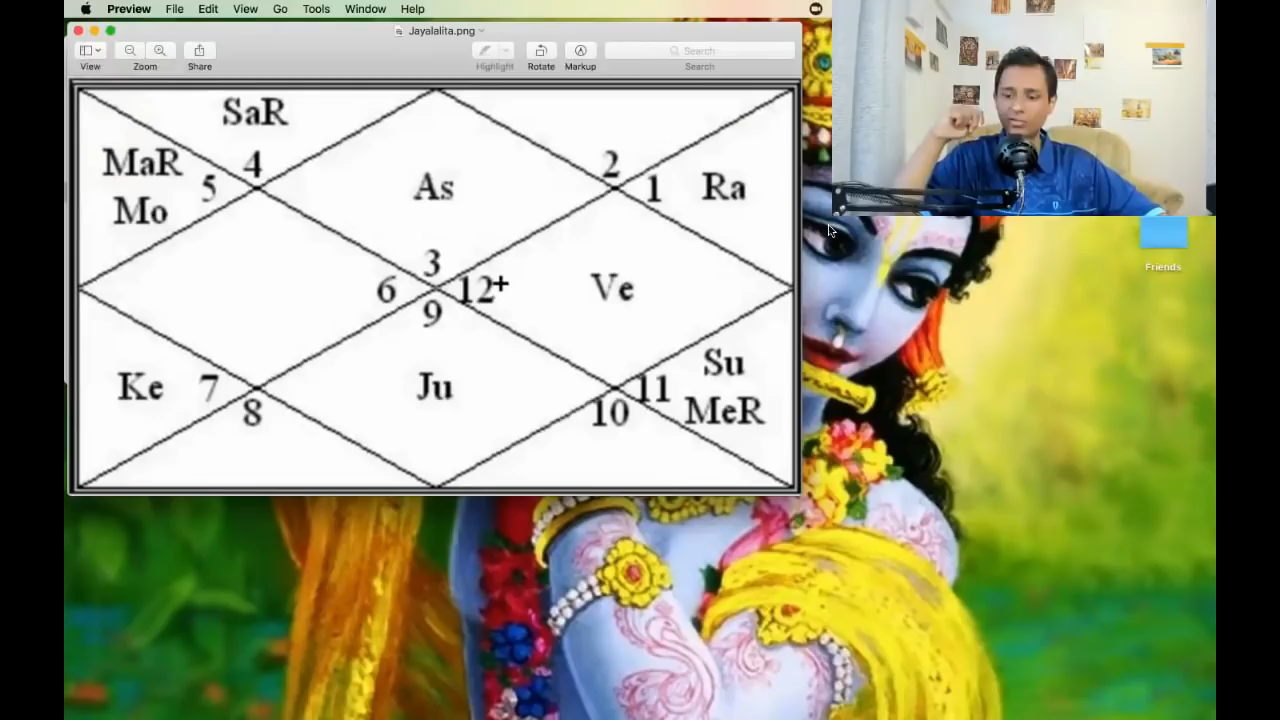 Preview File Edit View Go Tools Window Help
Jayalalita.png
View Zoom Share Highlight Rotate Markup Search
Search
SaR
MaR 4 As 2
5 1 Ra
Mo
3
6 12+ Ve
9
Su
Ke 7 Ju 11
8 10 MeR
Friends